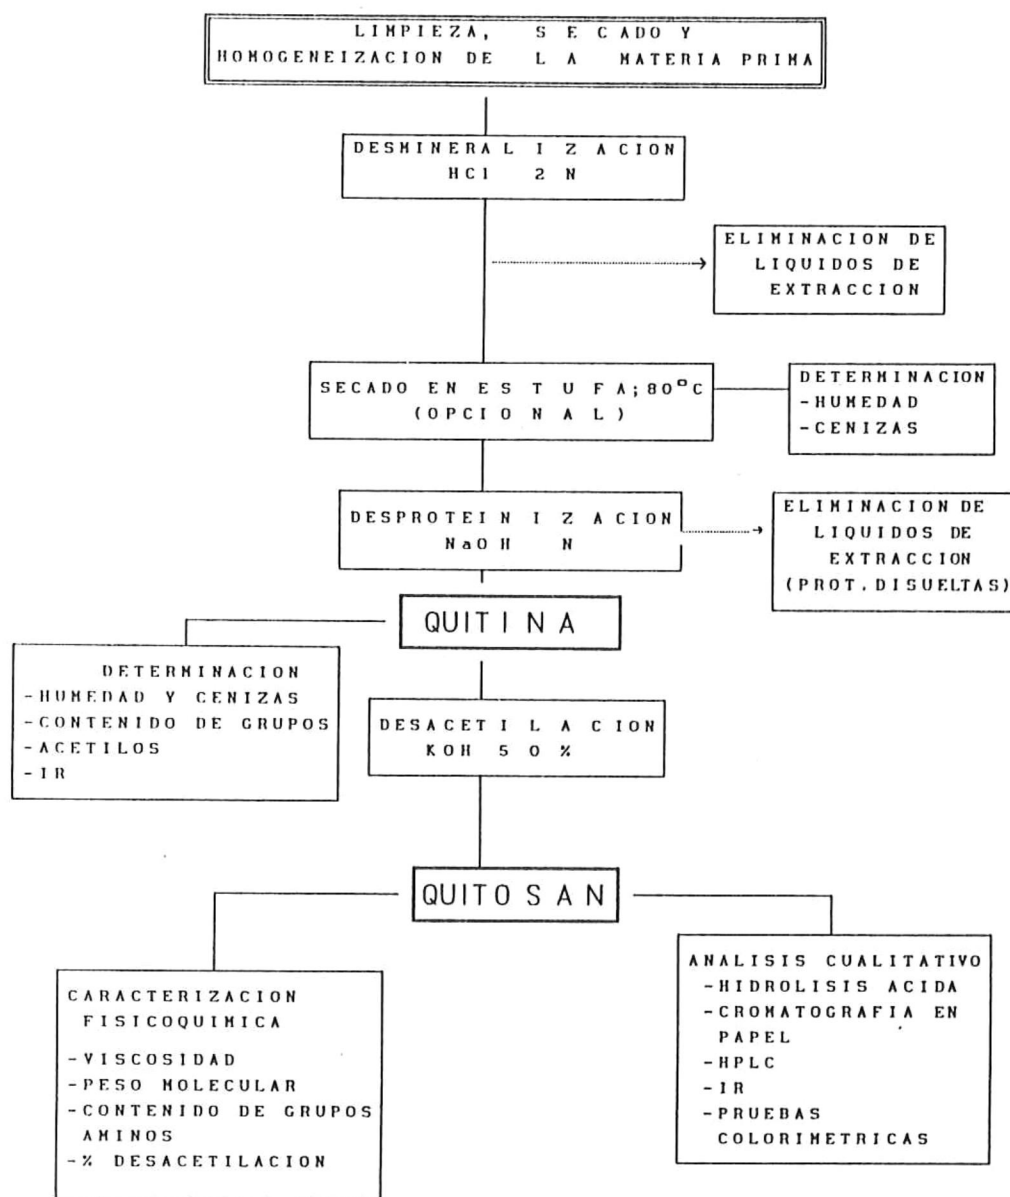 LIMPIEZA, SECADO Y
HOMOGENEIZACION DE LA MATERIA PRIMA
DESMINERALIZACION
HCl 2 N
ELIMINACION DE
LIQUIDOS DE
EXTRACCION
SECADO EN ESTUFA;80°C
(OPCIONAL)
DETERMINACION
-HUMEDAD
-CENIZAS
DESPROTEINIZACION
NaOH N
ELIMINACION DE
LIQUIDOS DE
EXTRACCION
(PROT.DISUELTAS)
QUITINA
DETERMINACION
-HUMEDAD Y CENIZAS
-CONTENIDO DE GRUPOS
-ACETILOS
-IR
DESACETILACION
KOH 50%
QUITOSAN
CARACTERIZACION
FISICOQUIMICA
-VISCOSIDAD
-PESO MOLECULAR
-CONTENIDO DE GRUPOS
AMINOS
-% DESACETILACION
ANALISIS CUALITATIVO
-HIDROLISIS ACIDA
-CROMATOGRAFIA EN
PAPEL
-HPLC
-IR
-PRUEBAS
COLORIMETRICAS